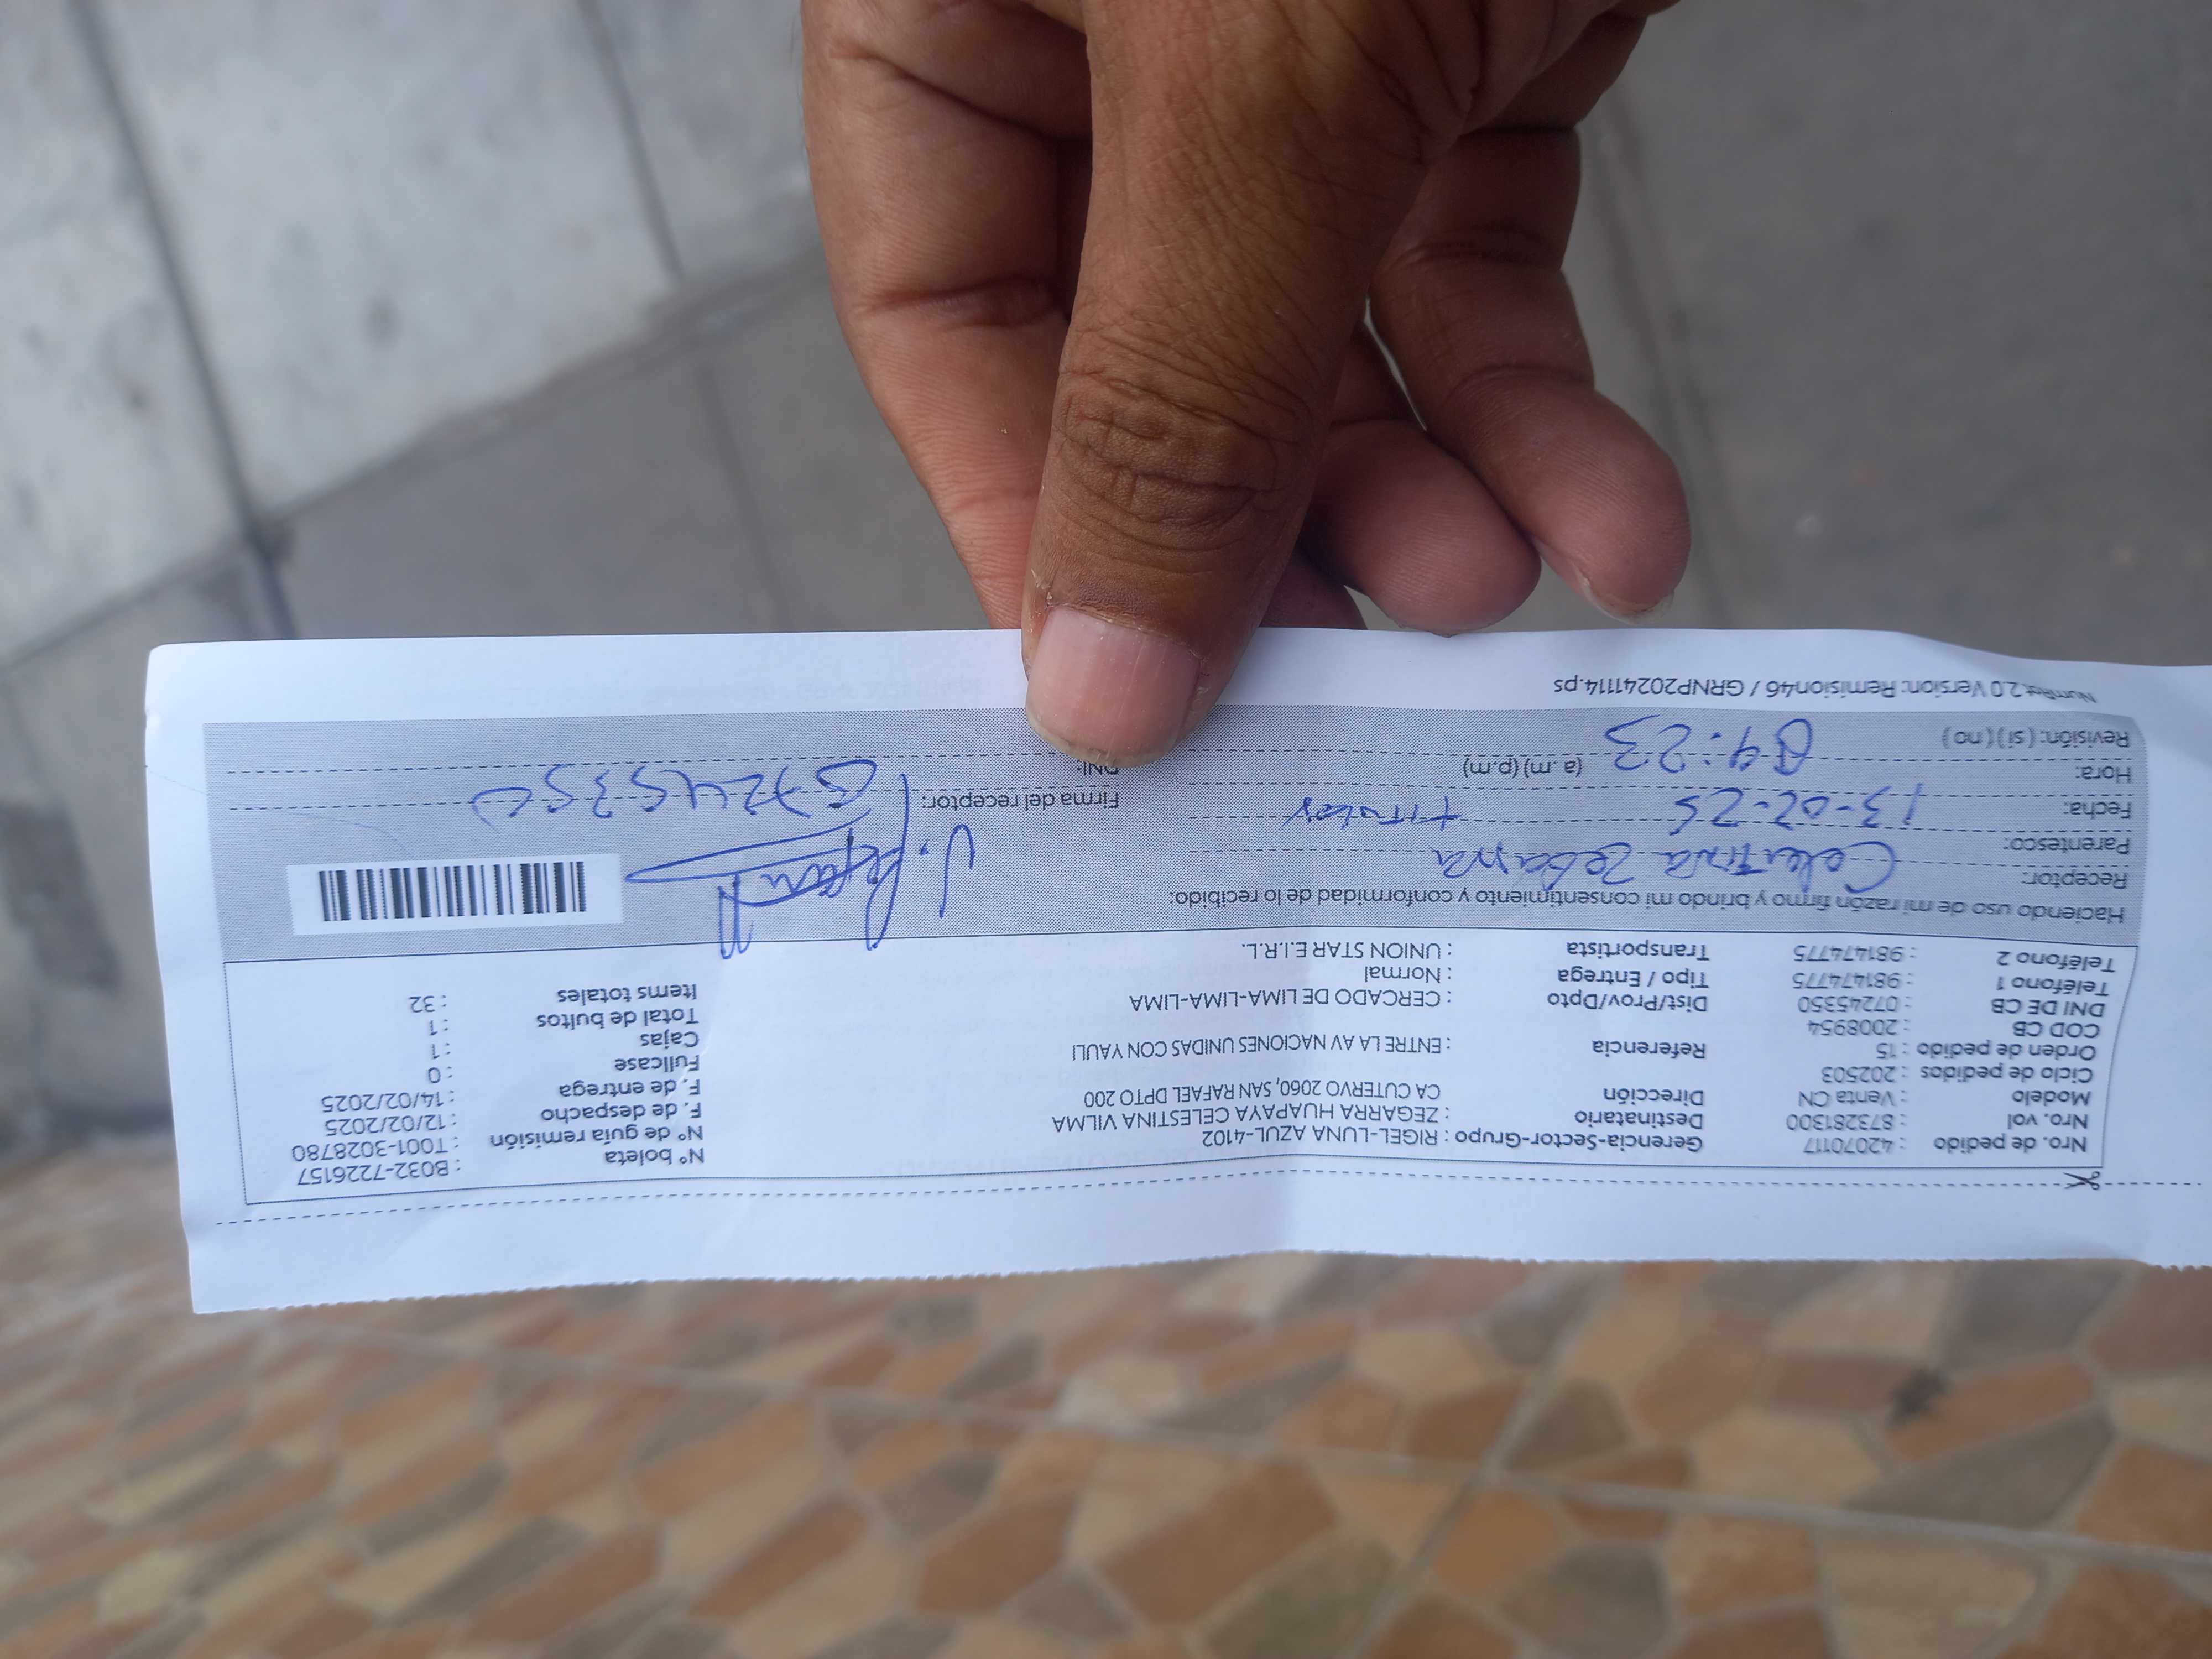 Nro. de pedido : 42070117 Gerencia-Sector-Grupo : RIGEL-LUNA AZUL-4102 N° boleta : B032-7226157
Nro. vol : 873281300 Destinatario : ZEGARRA HUAPAYA CELESTINA VILMA N° de guía remisión : T001-3028780
Modelo : Venta CN Dirección CA CUTERVO 2060, SAN RAFAEL DPTO 200 F. de despacho : 12/02/2025
Ciclo de pedidos : 202503 F. de entrega : 14/02/2025
Orden de pedido : 15 Referencia : ENTRE LA AV NACIONES UNIDAS CON YAULI Fullcase : 0
COD CB : 2008954 Cajas : 1
DNI DE CB : 07245350 Dist/Prov/Dpto : CERCADO DE LIMA-LIMA-LIMA Total de bultos : 1
Teléfono 1 : 981474775 Tipo / Entrega : Normal Items totales : 32
Teléfono 2 : 981474775 Transportista : UNION STAR E.I.R.L.
Haciendo uso de mi razón firmo y brindo mi consentimiento y conformidad de lo recibido:
Receptor: Celestina
Parentesco: titular
Fecha: 13-02-25 Firma del receptor:
Hora: 04:23 (a.m) (p.m) DNI: 07245350
Revisión: ( si ) ( no )
2.0 Version: Remision46 / GRNP20241114.ps